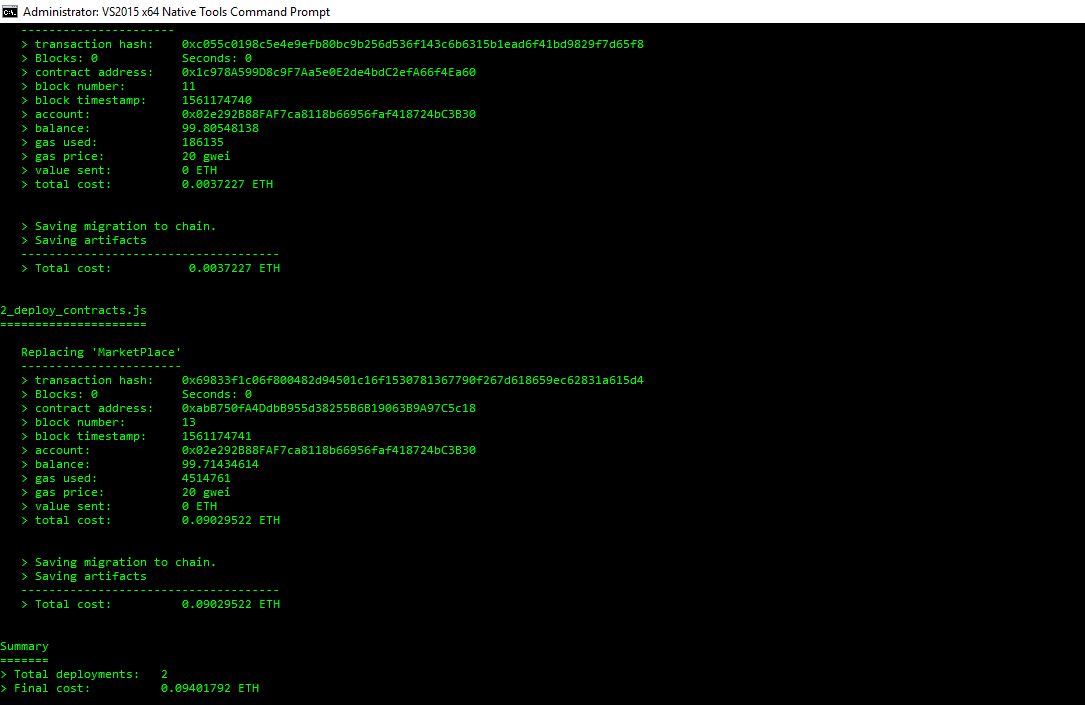 Administrator: VS2015 x64 Native Tools Command Prompt
----------------------
> transaction hash:    0xc055c0198c5e4e9efb80bc9b256d536f143c6b6315b1ead6f41bd9829f7d65f8
> Blocks: 0            Seconds: 0
> contract address:    0x1c978A599D8c9F7Aa5e0E2de4bdC2efA66f4Ea60
> block number:        11
> block timestamp:     1561174740
> account:             0x02e292B88FAF7ca8118b66956faf418724bC3B30
> balance:             99.80548138
> gas used:            186135
> gas price:           20 gwei
> value sent:          0 ETH
> total cost:          0.0037227 ETH
> Saving migration to chain.
> Saving artifacts
-------------------------------------
> Total cost:           0.0037227 ETH
2_deploy_contracts.js
=====================
Replacing 'MarketPlace'
-----------------------
> transaction hash:    0x69833f1c06f800482d94501c16f1530781367790f267d618659ec62831a615d4
> Blocks: 0            Seconds: 0
> contract address:    0xabB750fA4DdbB955d38255B6B19063B9A97C5c18
> block number:        13
> block timestamp:     1561174741
> account:             0x02e292B88FAF7ca8118b66956faf418724bC3B30
> balance:             99.71434614
> gas used:            4514761
> gas price:           20 gwei
> value sent:          0 ETH
> total cost:          0.09029522 ETH
> Saving migration to chain.
> Saving artifacts
-------------------------------------
> Total cost:          0.09029522 ETH
Summary
=======
> Total deployments:   2
> Final cost:          0.09401792 ETH